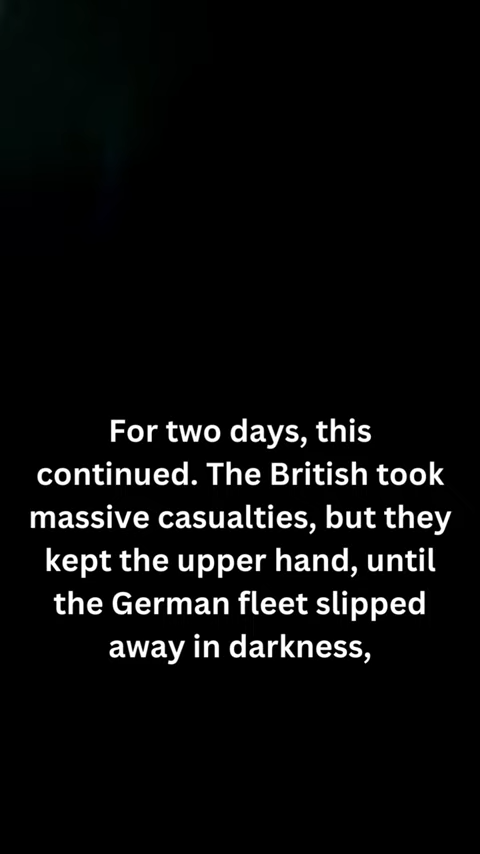 For two days, this
continued. The British took
massive casualties, but they
kept the upper hand, until
the German fleet slipped
away in darkness,